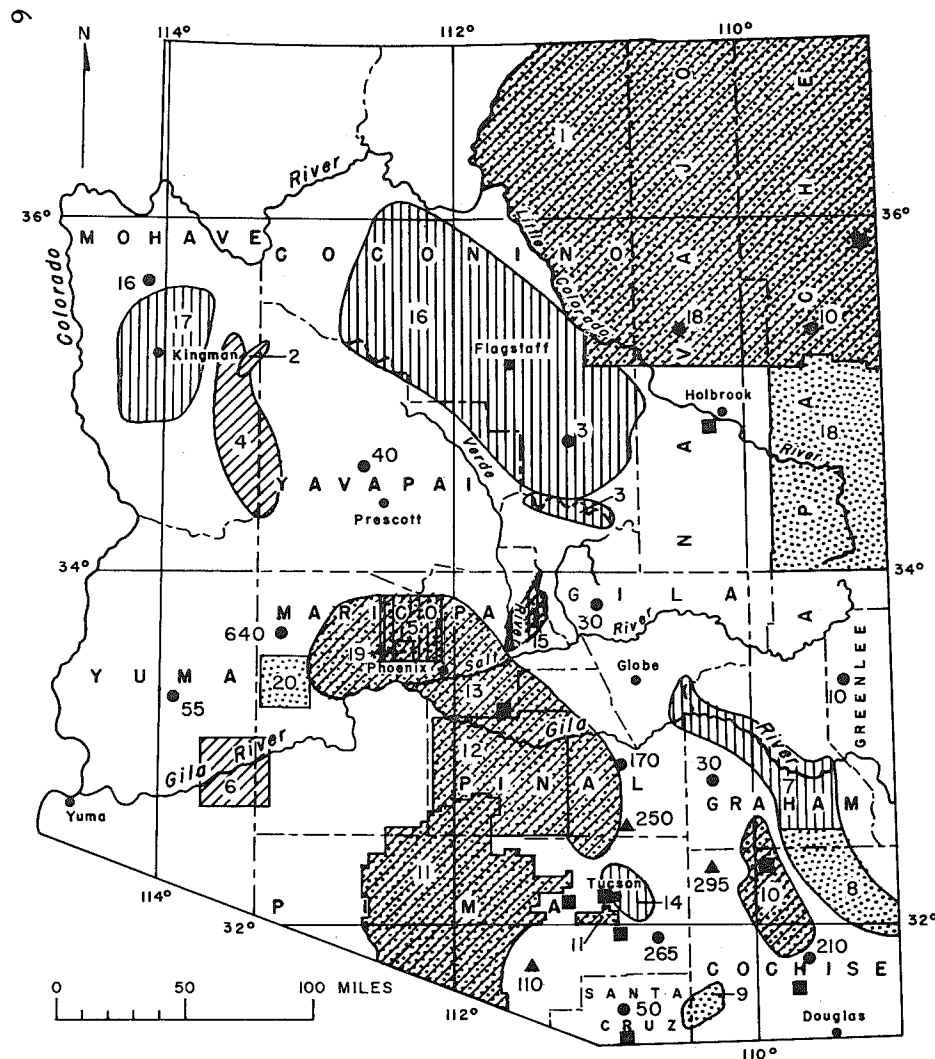 6
N
114°
112°
110°
36°
36°
MOHAVE
COCONINO
NAVAJO
APACHE
Colorado
River
Little Colorado
River
1
16
17
Kingman
2
16
Flagstaff
18
10
4
3
Holbrook
18
40
YAVAPAI
Verde
3
Prescott
34°
34°
MARICOPA
GILA
5
15
30
River
640
19
Phoenix
Salt
Globe
YUMA
20
13
10
GREENLEE
55
Gila
River
Gila River
12
170
30
7
6
PINAL
GRAHAM
Yuma
250
11
295
10
8
114°
PIMA
Tucson
14
32°
32°
11
265
210
COCHISE
110
SANTA
CRUZ
50
9
Douglas
0 50 100 MILES
112°
110°